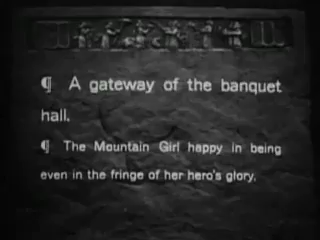 ¶ A gateway of the banquet
hall.
¶ The Mountain Girl happy in being
even in the fringe of her hero's glory.